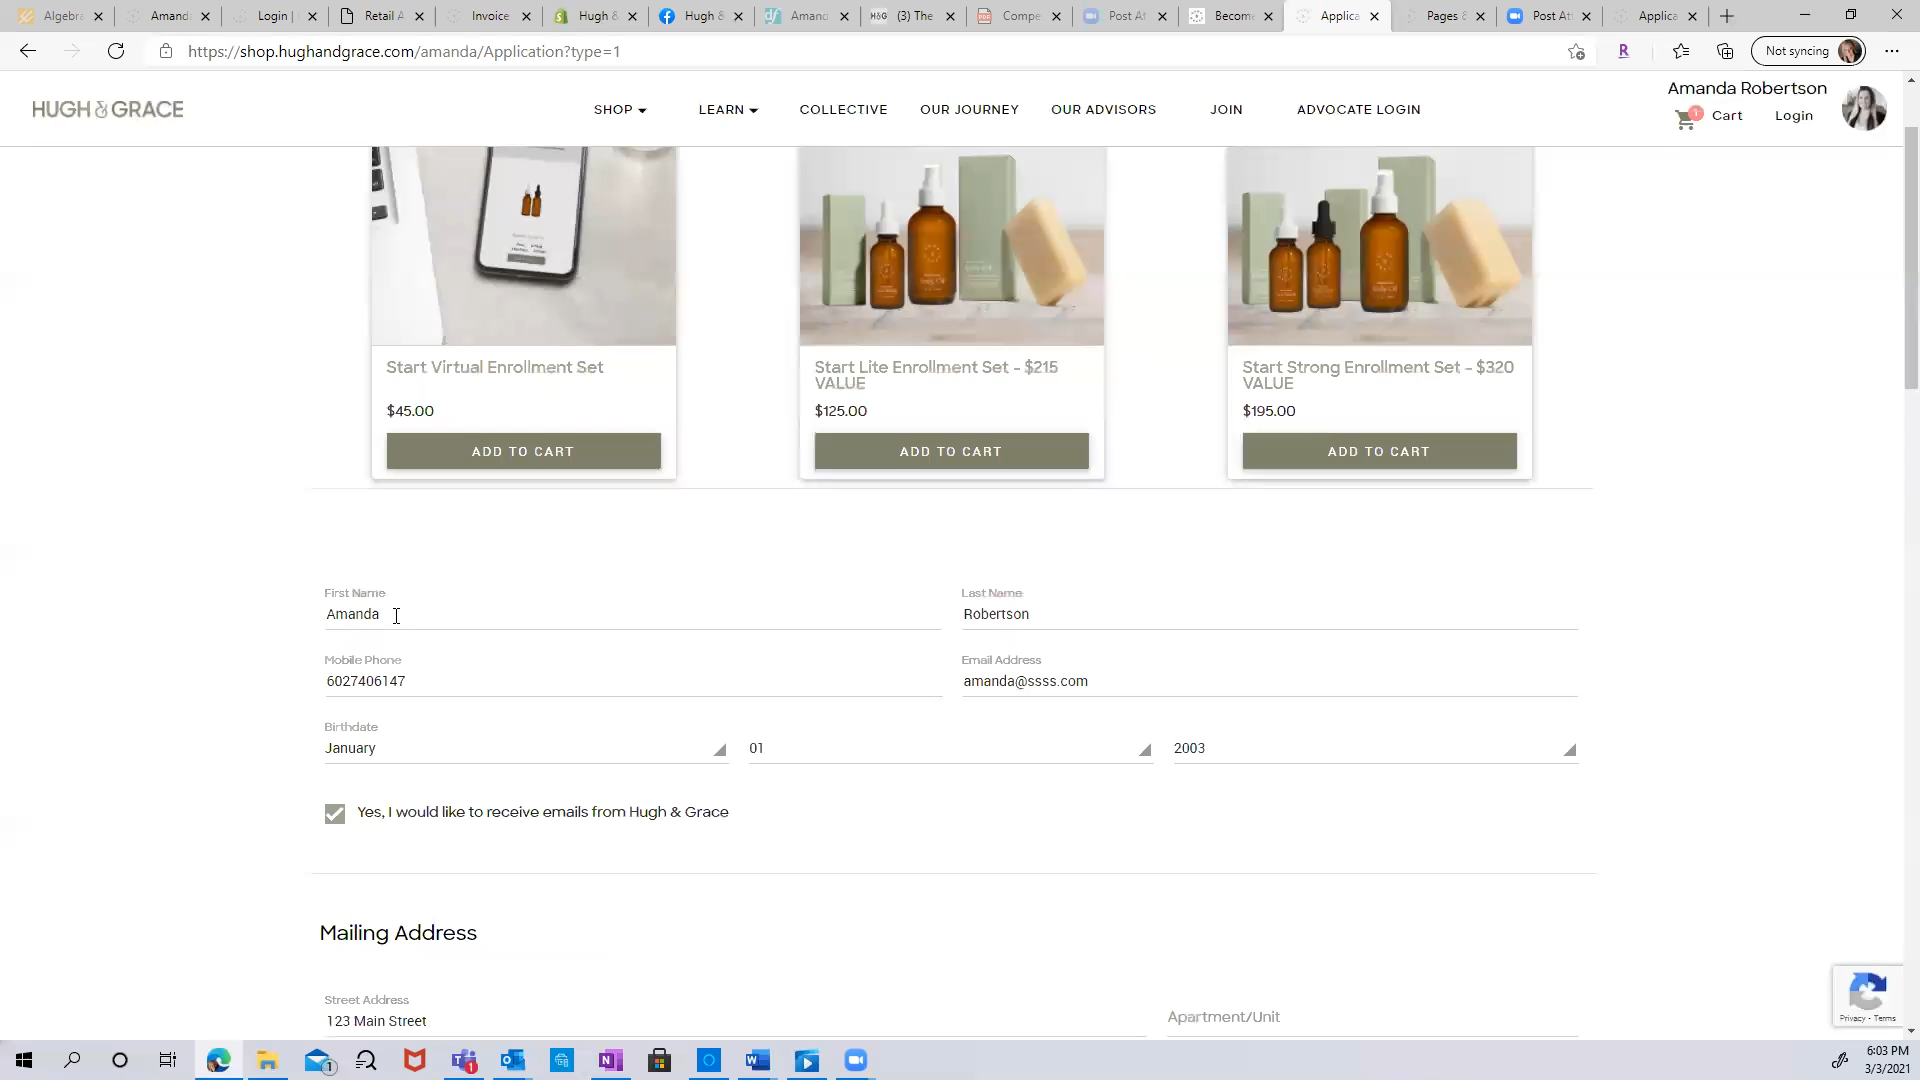 Algebra
Amand
Login |
Retail A
Invoice
Hugh &
Hugh &
Amano
(3) The
Compe
Post At
Becom
Applica
Pages &
Post At
Applica
https://shop.hughandgrace.com/amanda/Application?type=1
Not syncing
HUGH & GRACE
SHOP
LEARN
COLLECTIVE
OUR JOURNEY
OUR ADVISORS
JOIN
ADVOCATE LOGIN
Amanda Robertson
1
Cart
Login
Start Virtual Enrollment Set
$45.00
ADD TO CART
Start Lite Enrollment Set - $215
VALUE
$125.00
ADD TO CART
Start Strong Enrollment Set - $320
VALUE
$195.00
ADD TO CART
First Name
Amanda
Last Name
Robertson
Mobile Phone
6027406147
Email Address
amanda@ssss.com
Birthdate
January
01
2003
Yes, I would like to receive emails from Hugh & Grace
Mailing Address
Street Address
123 Main Street
Apartment/Unit
Privacy - Terms
6:03 PM
3/3/2021